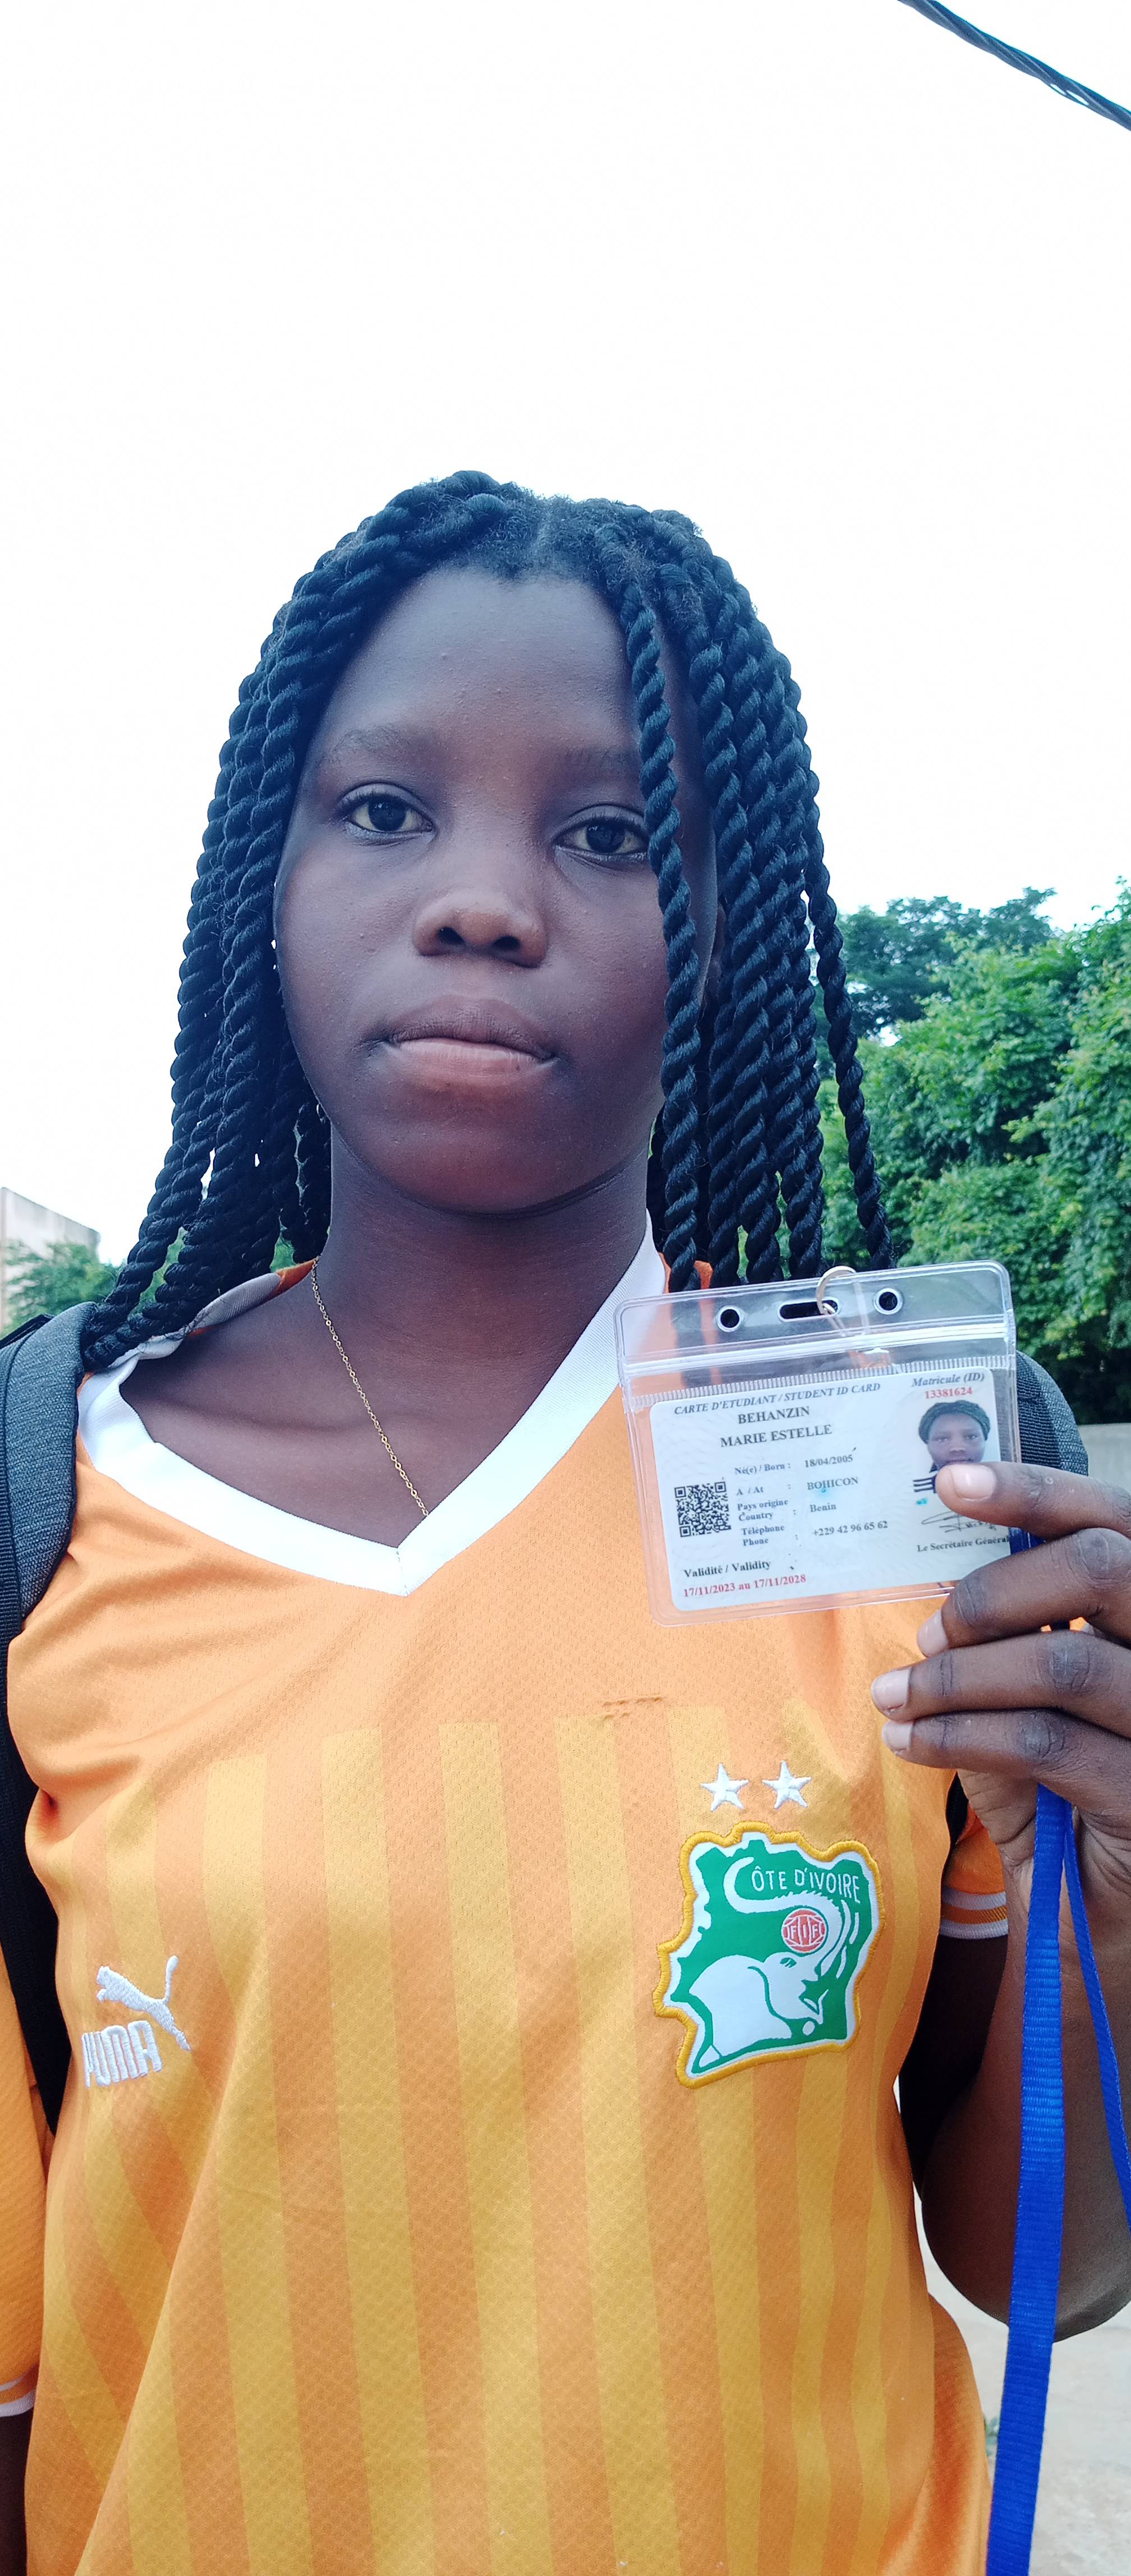 CARTE D'ETUDIANT / STUDENT ID CARD
Matricule (ID)
13381624
BEHANZIN
MARIE ESTELLE
Né(e) / Born : 18/04/2005
A / At : BOHICON
Pays origine
Country : Benin
Téléphone
Phone : +229 42 96 65 62
Le Secrétaire Général
Validité / Validity
17/11/2023 au 17/11/2028
CÔTE D'IVOIRE
FIF
PUMA